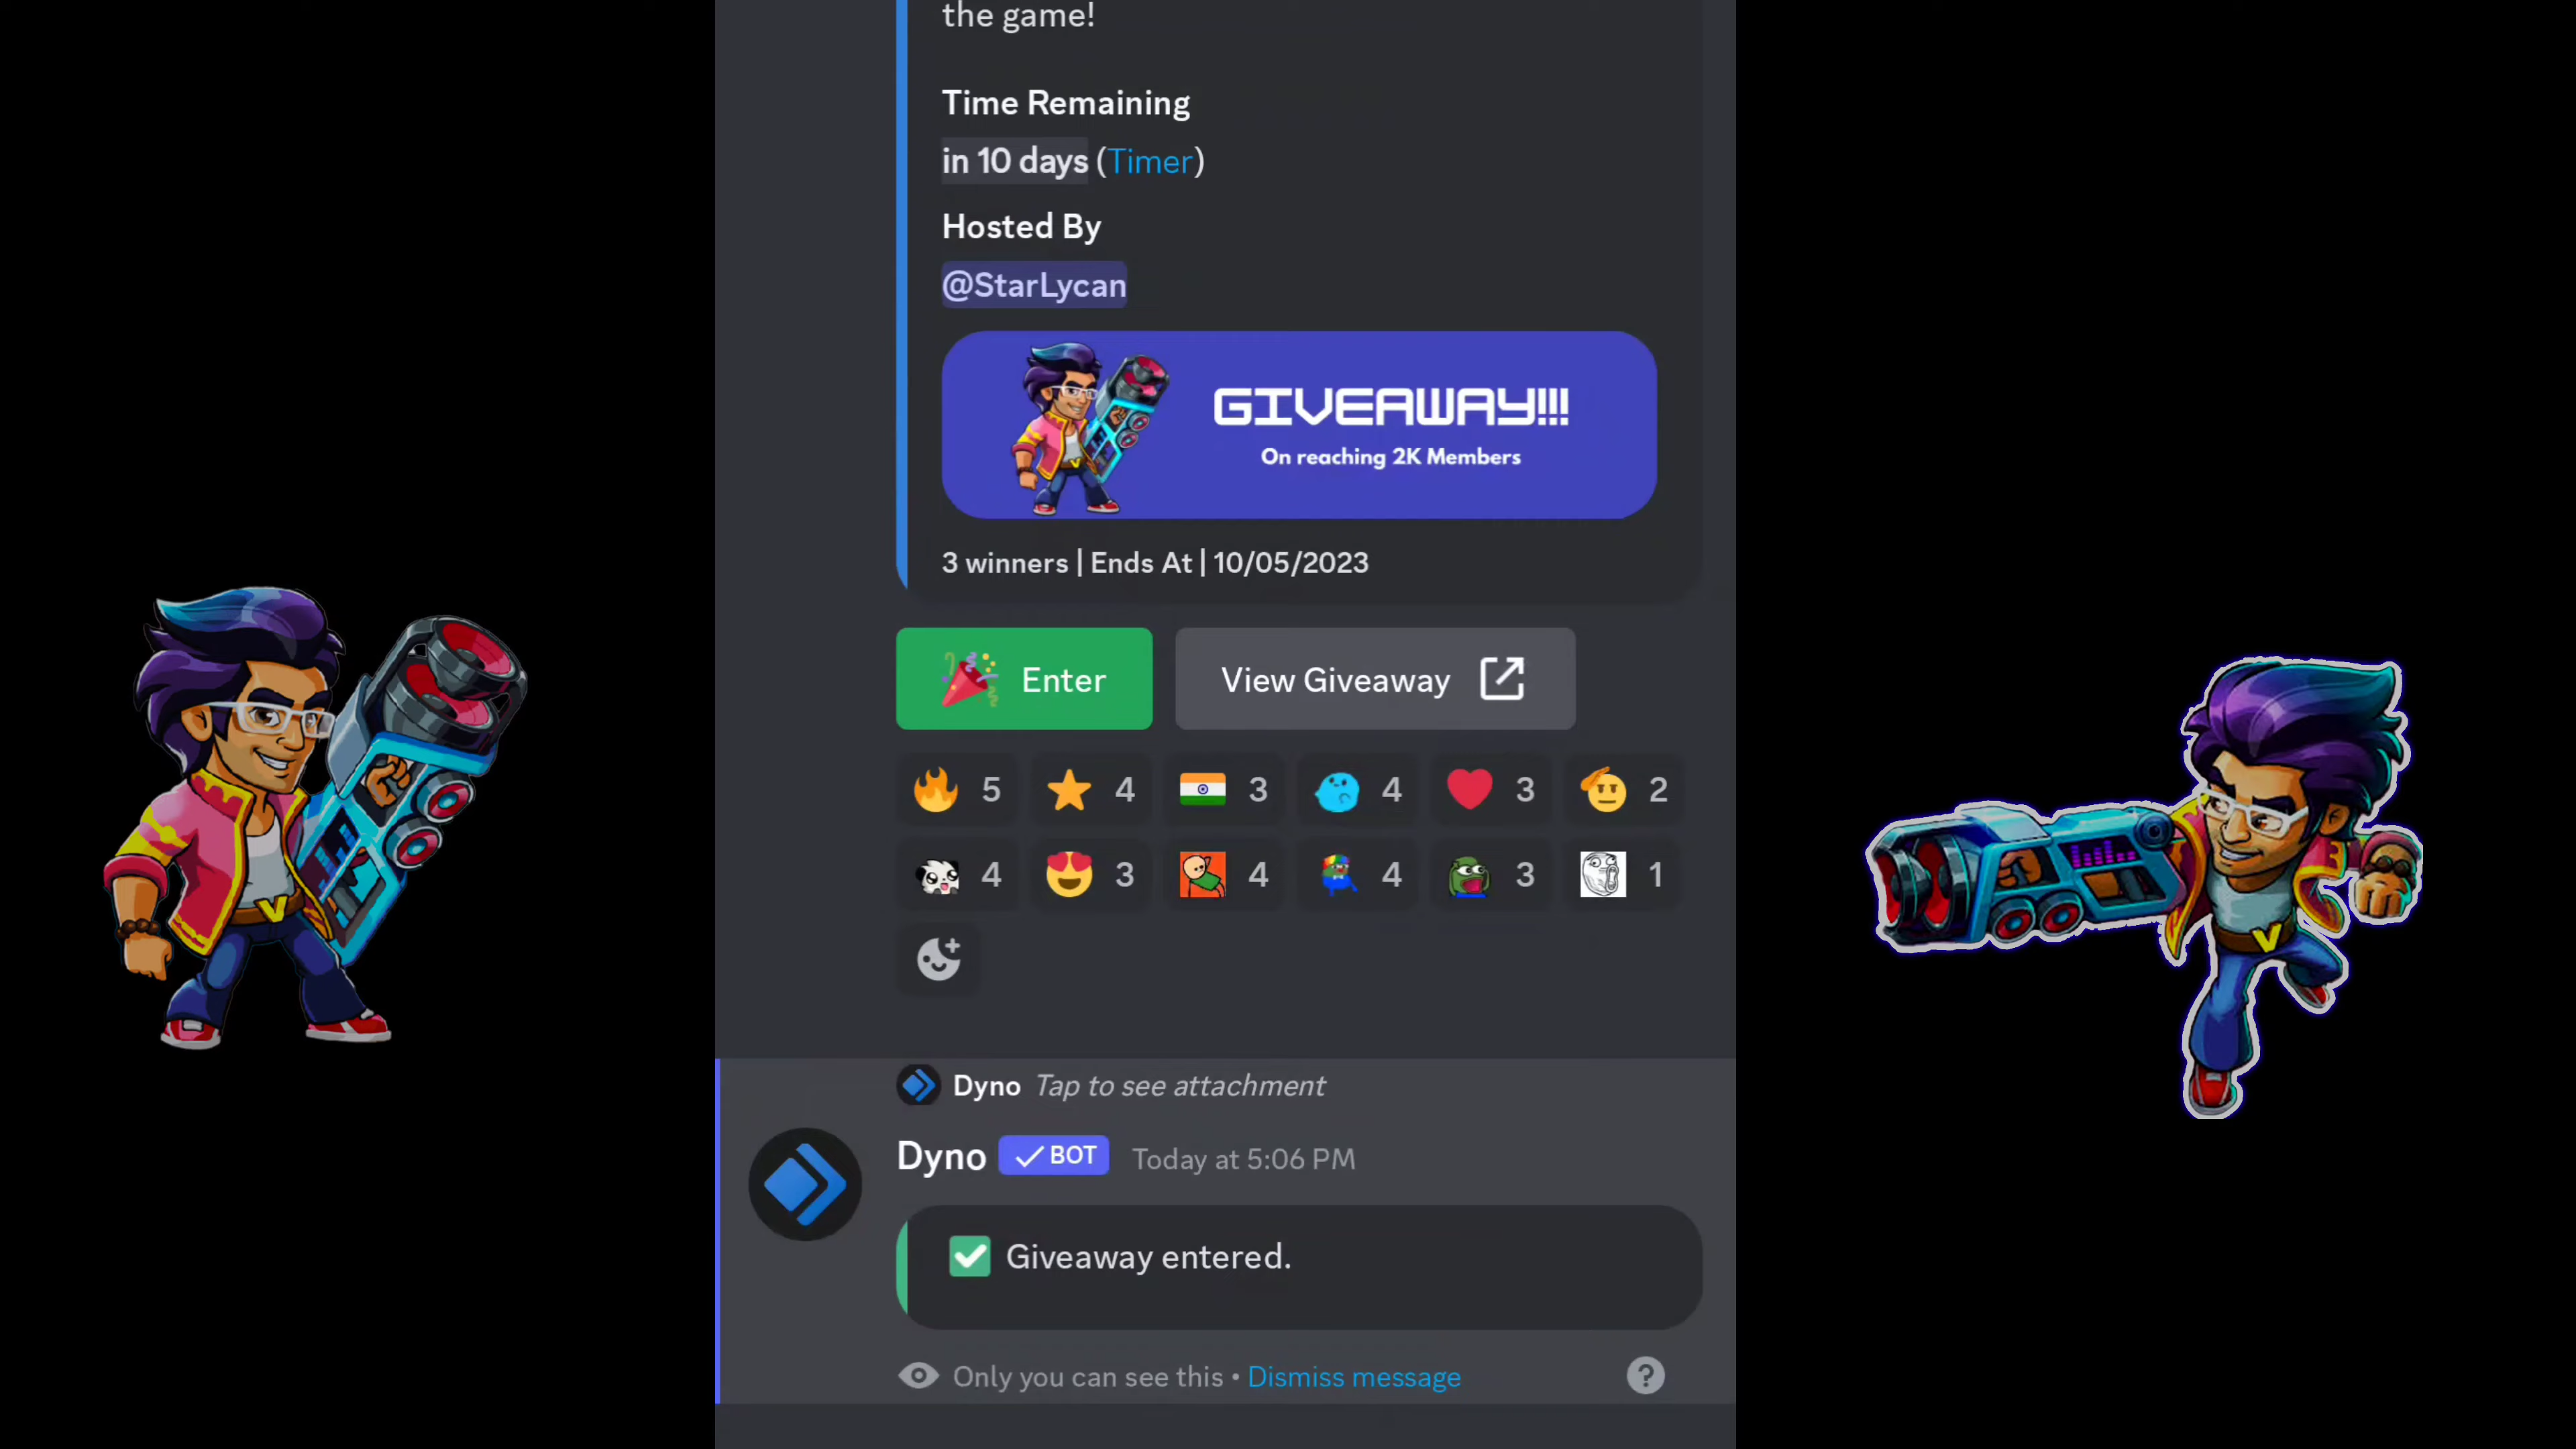 the game!
Time Remaining
in 10 days (Timer)
Hosted By
@StarLycan
GIVEAWAY!!!
On reaching 2K Members
3 winners | Ends At | 10/05/2023
Enter
View Giveaway
5 4 3 4 3 2
4 3 4 4 3 1
Dyno Tap to see attachment
Dyno BOT Today at 5:06 PM
Giveaway entered.
Only you can see this • Dismiss message